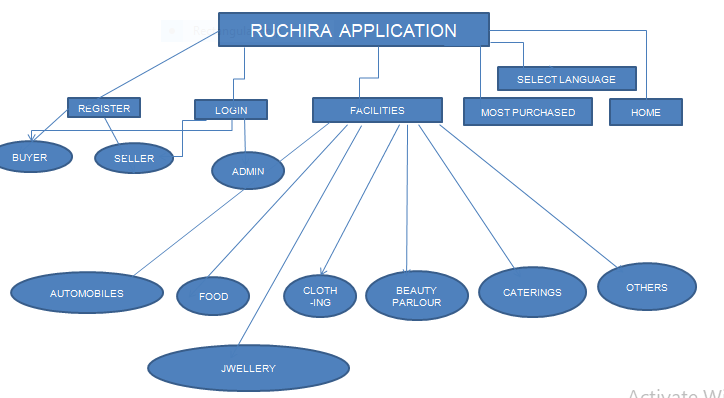 RUCHIRA APPLICATION
SELECT LANGUAGE
REGISTER
LOGIN
FACILITIES
MOST PURCHASED
HOME
BUYER
SELLER
ADMIN
AUTOMOBILES
FOOD
CLOTH
-ING
BEAUTY
PARLOUR
CATERINGS
OTHERS
JWELLERY
Activate W